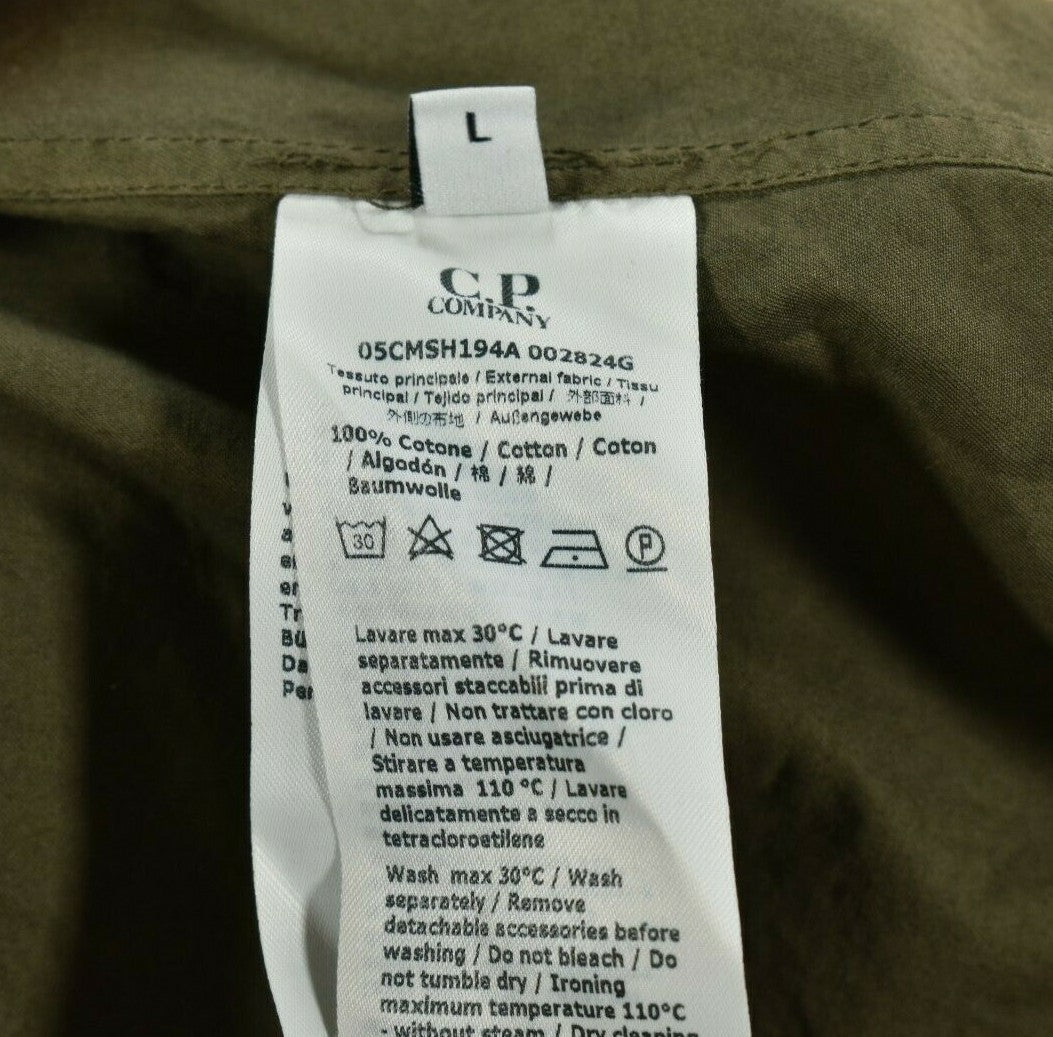 L
C.P.
COMPANY
05CMSH194A 002824G
Tessuto principale / External fabric / Tissu
principal / Tejido principal / 外部面料 /
外側の布地 / Außengewebe
100% Cotone / Cotton / Coton
/ Algodón / 棉 / 綿 /
Baumwolle
30
P
Lavare max 30°C / Lavare
separatamente / Rimuovere
accessori staccabili prima di
lavare / Non trattare con cloro
/ Non usare asciugatrice /
Stirare a temperatura
massima 110 °C / Lavare
delicatamente a secco in
tetracloroetilene
Wash max 30°C / Wash
separately / Remove
detachable accessories before
washing / Do not bleach / Do
not tumble dry / Ironing
maximum temperature 110°C
- without steam / Dry cleaning